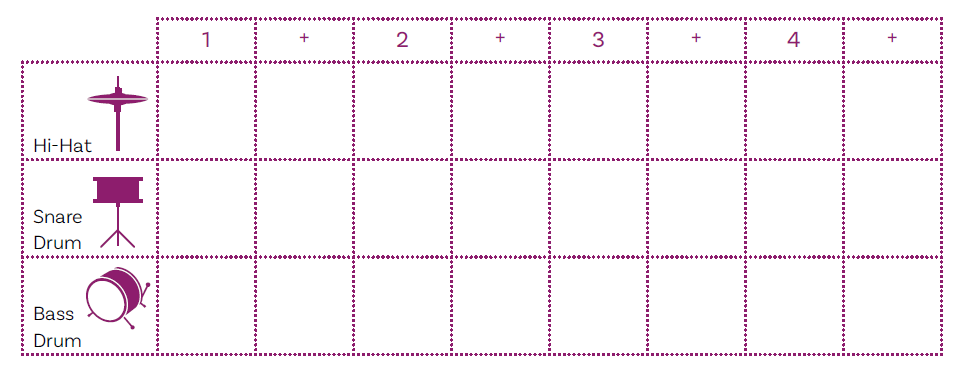 1 + 2 + 3 + 4 +
Hi-Hat
Snare
Drum
Bass
Drum